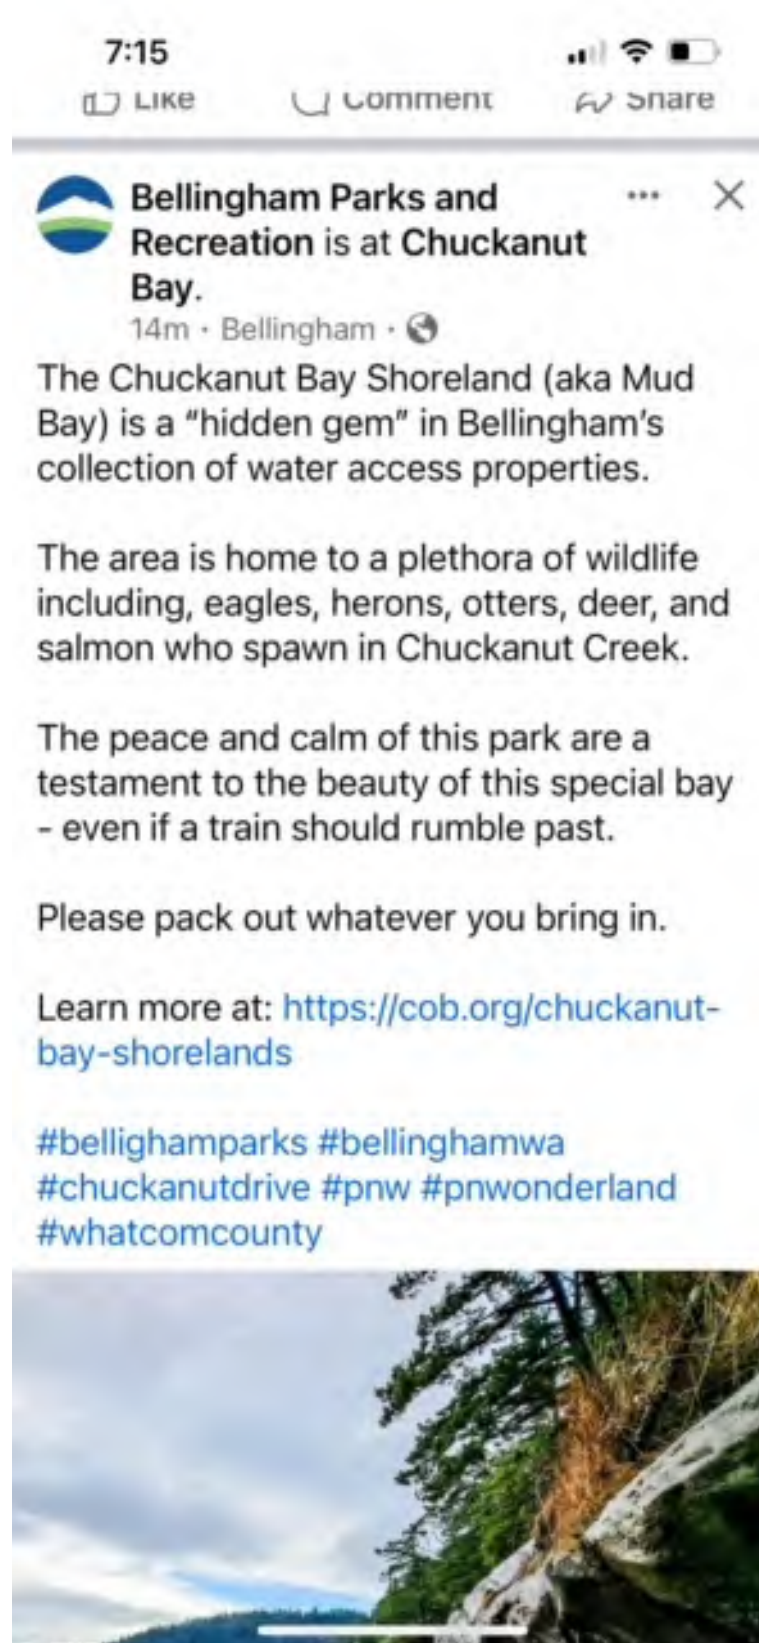 7:15
Like Comment Share
Bellingham Parks and
Recreation is at Chuckanut
Bay.
14m · Bellingham ·
The Chuckanut Bay Shoreland (aka Mud
Bay) is a “hidden gem” in Bellingham’s
collection of water access properties.
The area is home to a plethora of wildlife
including, eagles, herons, otters, deer, and
salmon who spawn in Chuckanut Creek.
The peace and calm of this park are a
testament to the beauty of this special bay
- even if a train should rumble past.
Please pack out whatever you bring in.
Learn more at: https://cob.org/chuckanut-
bay-shorelands
#bellighamparks #bellinghamwa
#chuckanutdrive #pnw #pnwonderland
#whatcomcounty